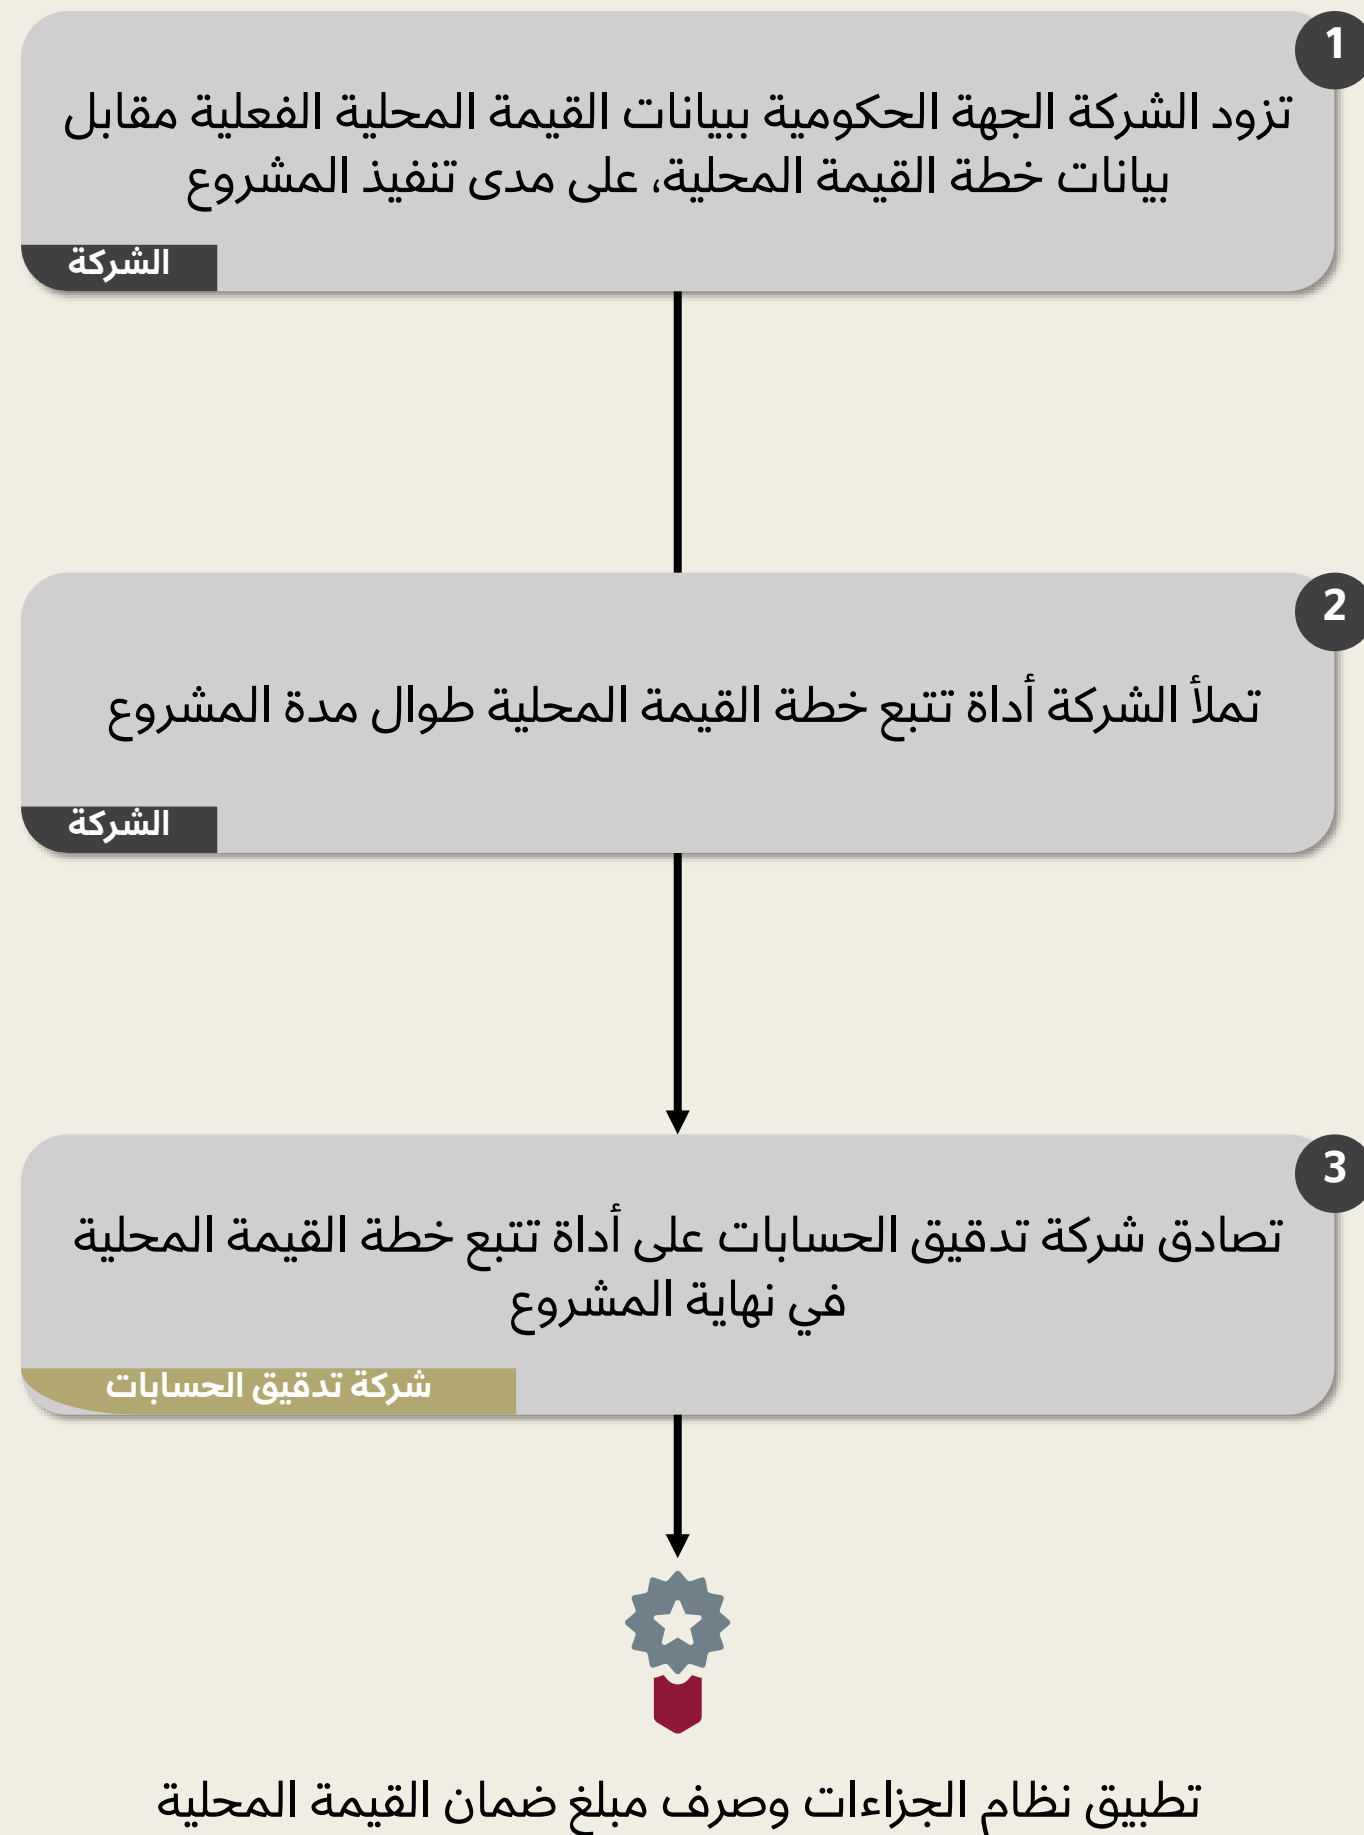 1
تزود الشركة الجهة الحكومية ببيانات القيمة المحلية الفعلية مقابل
بيانات خطة القيمة المحلية، على مدى تنفيذ المشروع
الشركة
2
تملأ الشركة أداة تتبع خطة القيمة المحلية طوال مدة المشروع
الشركة
3
تصادق شركة تدقيق الحسابات على أداة تتبع خطة القيمة المحلية
في نهاية المشروع
شركة تدقيق الحسابات
تطبيق نظام الجزاءات وصرف مبلغ ضمان القيمة المحلية